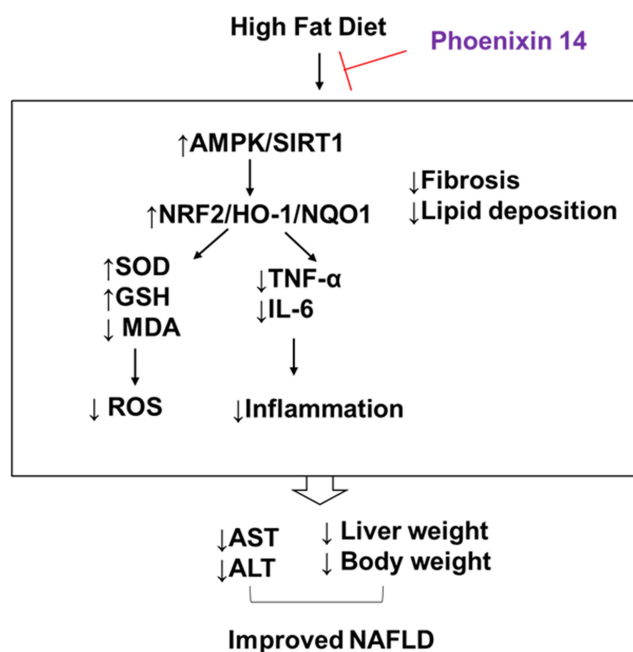 High Fat Diet
Phoenixin 14
↑AMPK/SIRT1
↑NRF2/HO-1/NQO1
↓Fibrosis
↓Lipid deposition
↑SOD
↑GSH
↓ MDA
↓TNF-α
↓IL-6
↓ ROS
↓Inflammation
↓AST
↓ALT
↓ Liver weight
↓ Body weight
Improved NAFLD